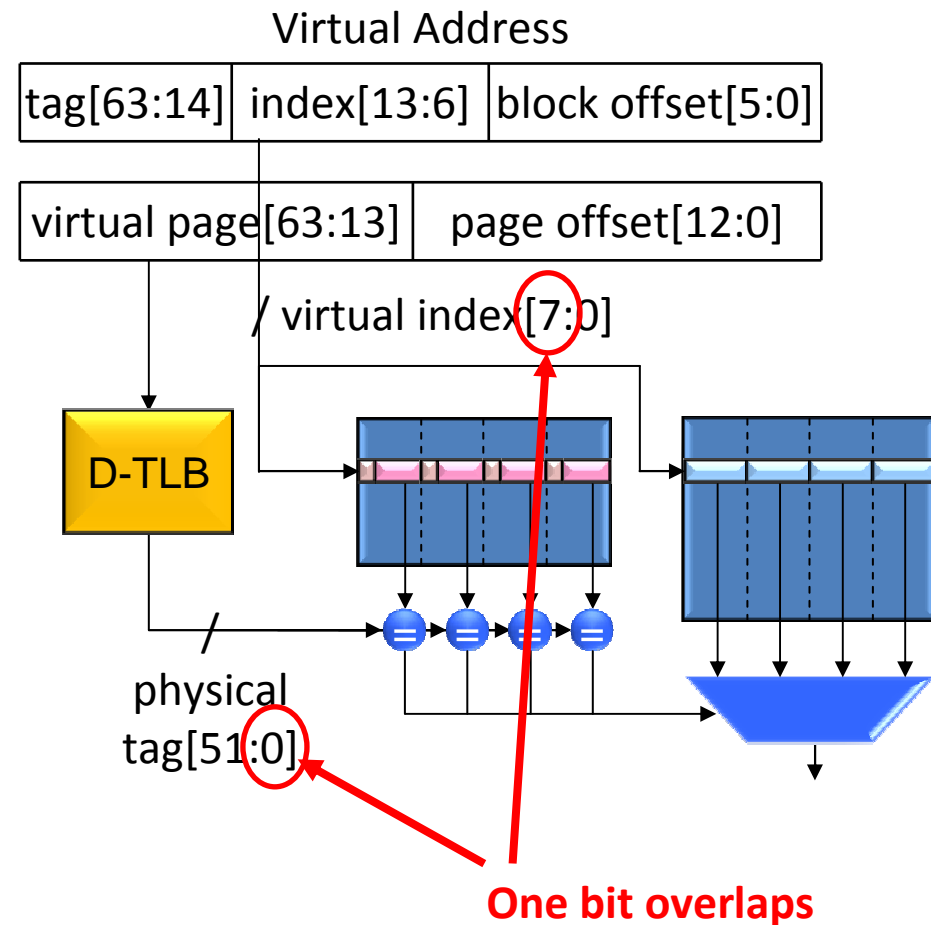 Virtual Address
tag[63:14] index[13:6] block offset[5:0]
virtual page[63:13] page offset[12:0]
/ virtual index[7:0]
D-TLB
= = = =
/
physical
tag[51:0]
One bit overlaps